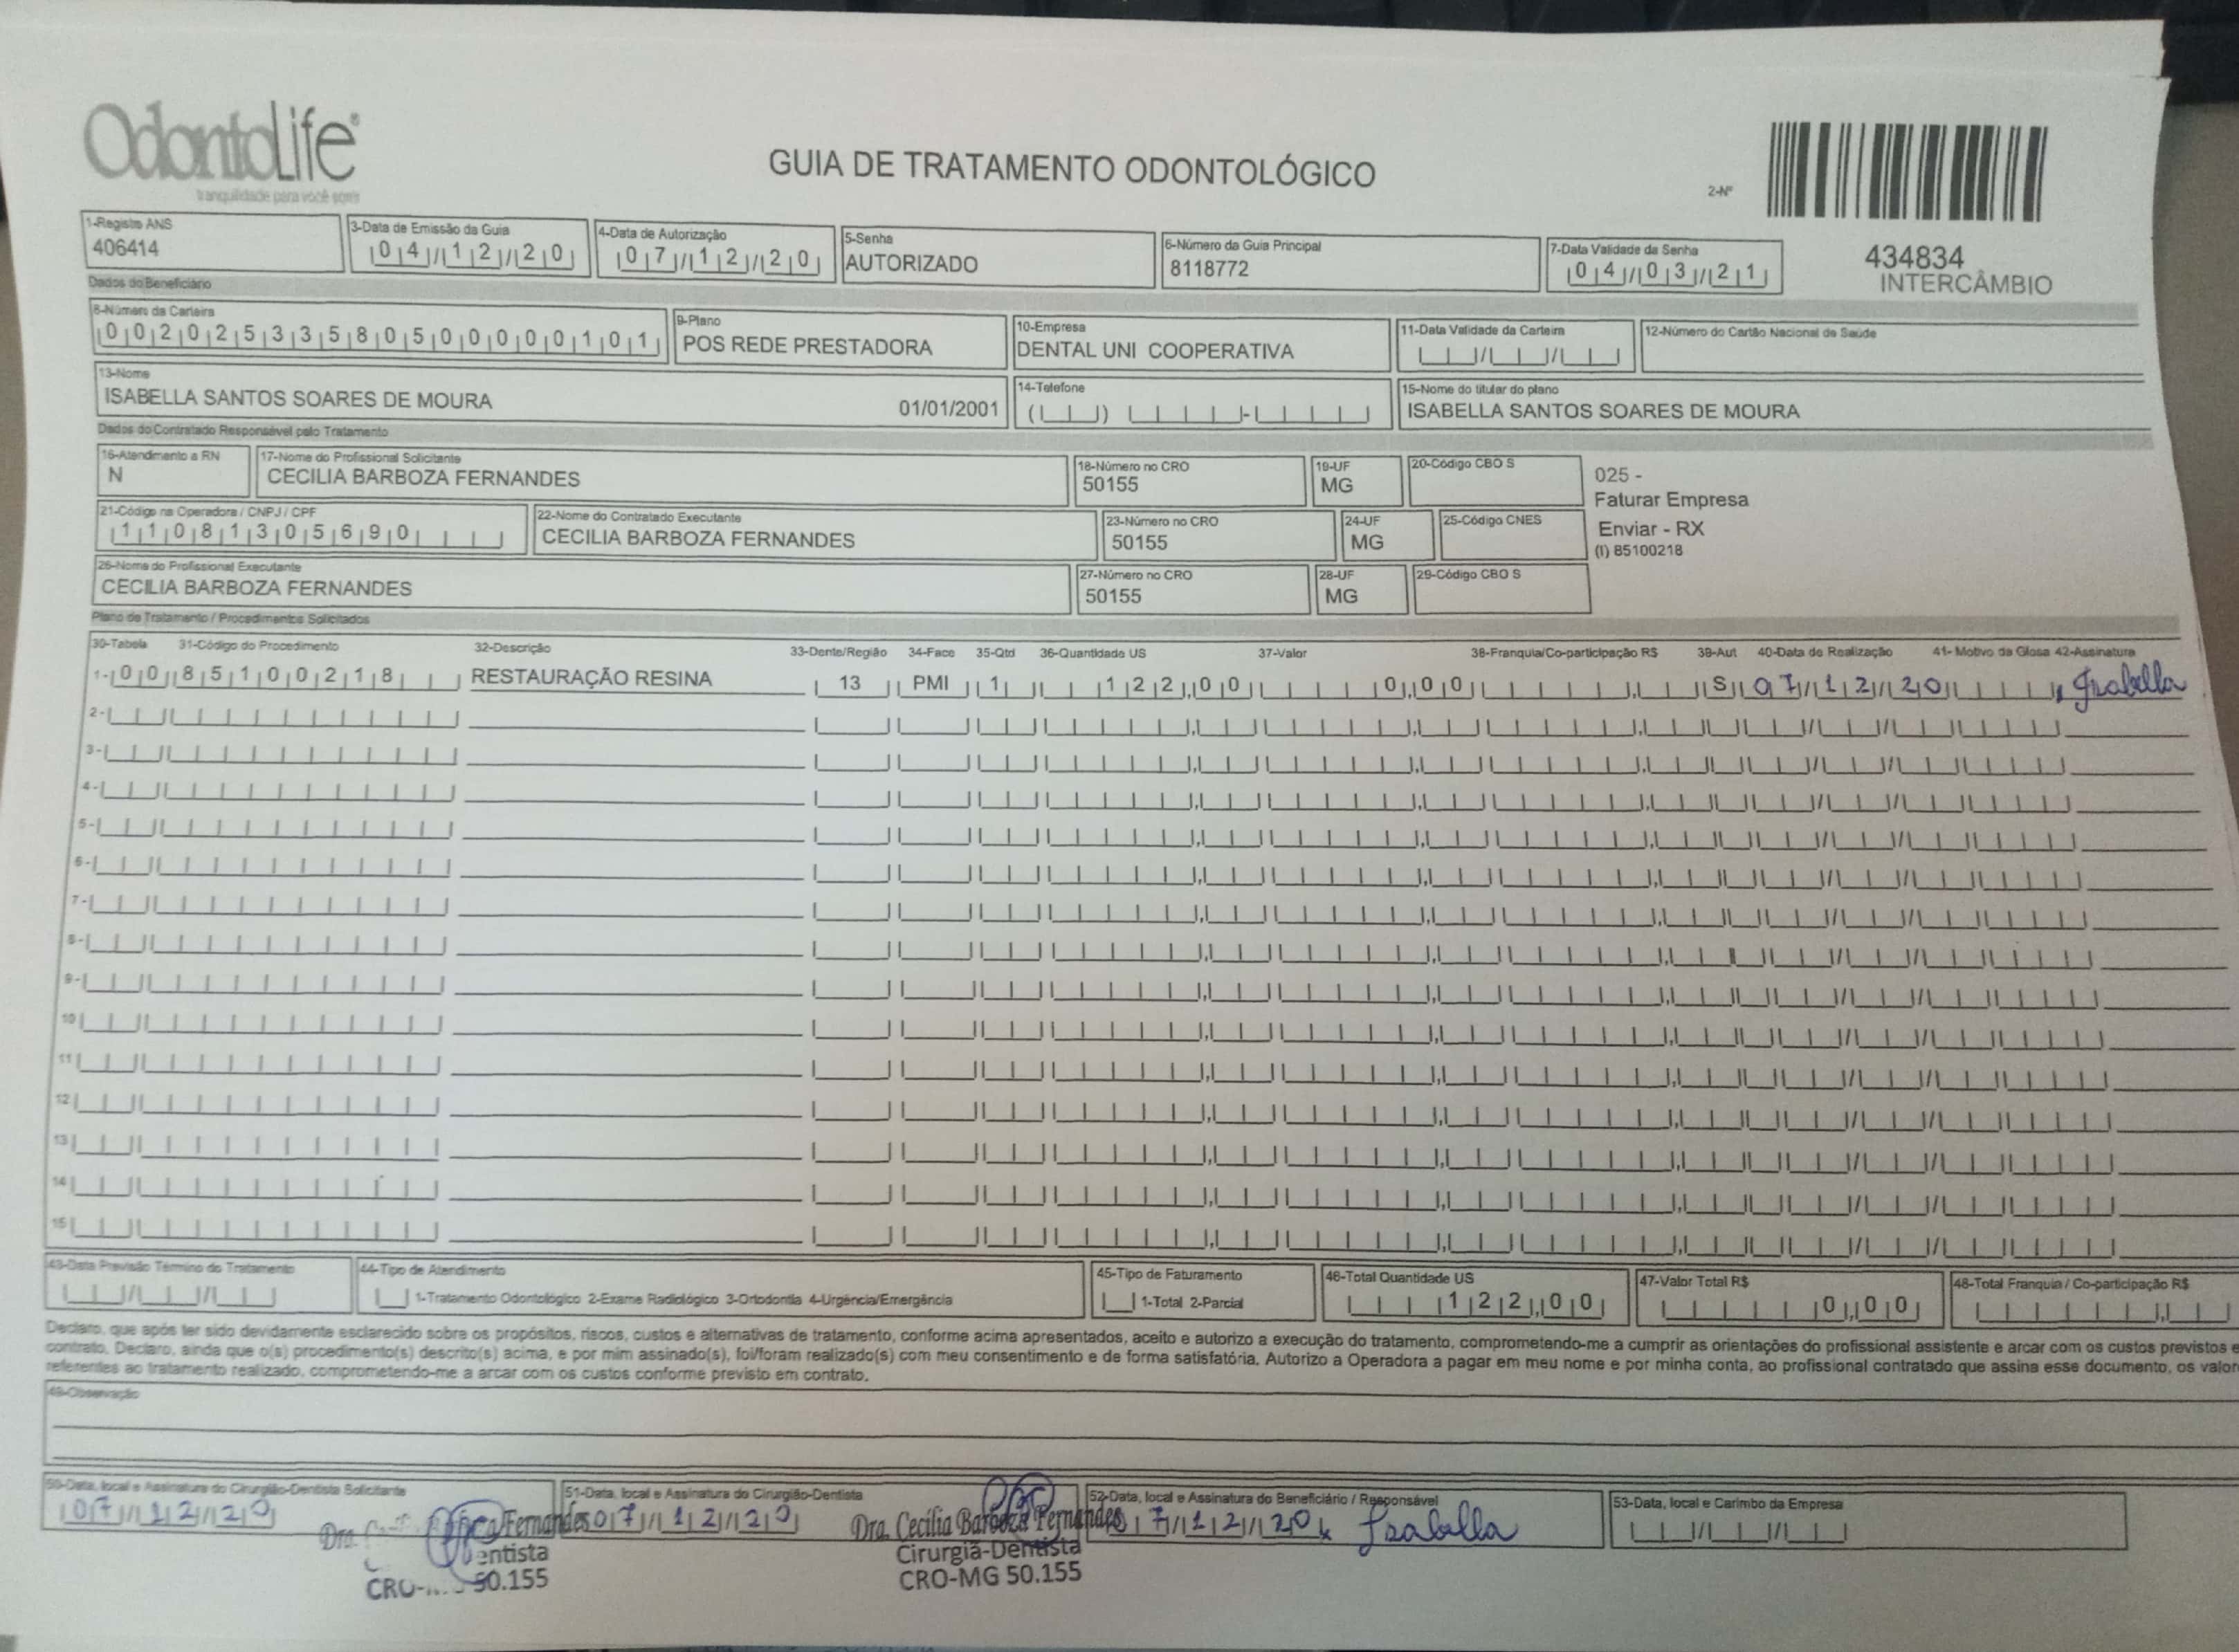 OdontoLife®
tranquilidade para você sorrir
GUIA DE TRATAMENTO ODONTOLÓGICO
2-Nº
434834
INTERCÂMBIO
1-Registro ANS
406414
3-Data de Emissão da Guia
04/12/20
4-Data de Autorização
07/12/20
5-Senha
AUTORIZADO
6-Número da Guia Principal
8118772
7-Data Validade da Senha
04/03/21
Dados do Beneficiário
8-Número da Carteira
00202533580500000101
9-Plano
POS REDE PRESTADORA
10-Empresa
DENTAL UNI COOPERATIVA
11-Data Validade da Carteira
12-Número do Cartão Nacional de Saúde
13-Nome
ISABELLA SANTOS SOARES DE MOURA 01/01/2001
14-Telefone
15-Nome do titular do plano
ISABELLA SANTOS SOARES DE MOURA
Dados do Contratado Responsável pelo Tratamento
16-Atendimento a RN
N
17-Nome do Profissional Solicitante
CECILIA BARBOZA FERNANDES
18-Número no CRO
50155
19-UF
MG
20-Código CBO S
025 -
Faturar Empresa
Enviar - RX
(I) 85100218
21-Código na Operadora / CNPJ / CPF
11081305690
22-Nome do Contratado Executante
CECILIA BARBOZA FERNANDES
23-Número no CRO
50155
24-UF
MG
25-Código CNES
26-Nome do Profissional Executante
CECILIA BARBOZA FERNANDES
27-Número no CRO
50155
28-UF
MG
29-Código CBO S
Plano de Tratamento / Procedimentos Solicitados
30-Tabela 31-Código do Procedimento 32-Descrição 33-Dente/Região 34-Face 35-Qtd 36-Quantidade US 37-Valor 38-Franquia/Co-participação R$ 39-Aut 40-Data de Realização 41- Motivo da Glosa 42-Assinatura
1- 00 85100218 RESTAURAÇÃO RESINA 13 PMI 1 122,00 0,00 S 07/12/20 Isabella
2-
3-
4-
5-
6-
7-
8-
9-
10
11
12
13
14
15
43-Data Previsão Término do Tratamento
44-Tipo de Atendimento
1-Tratamento Odontológico 2-Exame Radiológico 3-Ortodontia 4-Urgência/Emergência
45-Tipo de Faturamento
1-Total 2-Parcial
46-Total Quantidade US
122,00
47-Valor Total R$
0,00
48-Total Franquia / Co-participação R$
Declaro, que após ter sido devidamente esclarecido sobre os propósitos, riscos, custos e alternativas de tratamento, conforme acima apresentados, aceito e autorizo a execução do tratamento, comprometendo-me a cumprir as orientações do profissional assistente e arcar com os custos previstos e
contrato. Declaro, ainda que o(s) procedimento(s) descrito(s) acima, e por mim assinado(s), foi/foram realizado(s) com meu consentimento e de forma satisfatória. Autorizo a Operadora a pagar em meu nome e por minha conta, ao profissional contratado que assina esse documento, os valor
referentes ao tratamento realizado, comprometendo-me a arcar com os custos conforme previsto em contrato.
49-Observação
50-Data, local e Assinatura do Cirurgião-Dentista Solicitante
07/12/20
Dra. Fernandes
entista
CRO- 50.155
51-Data, local e Assinatura do Cirurgião-Dentista
07/12/20
Dra. Cecília Barboza Fernandes
Cirurgiã-Dentista
CRO-MG 50.155
52-Data, local e Assinatura do Beneficiário / Responsável
07/12/20 Isabella
53-Data, local e Carimbo da Empresa